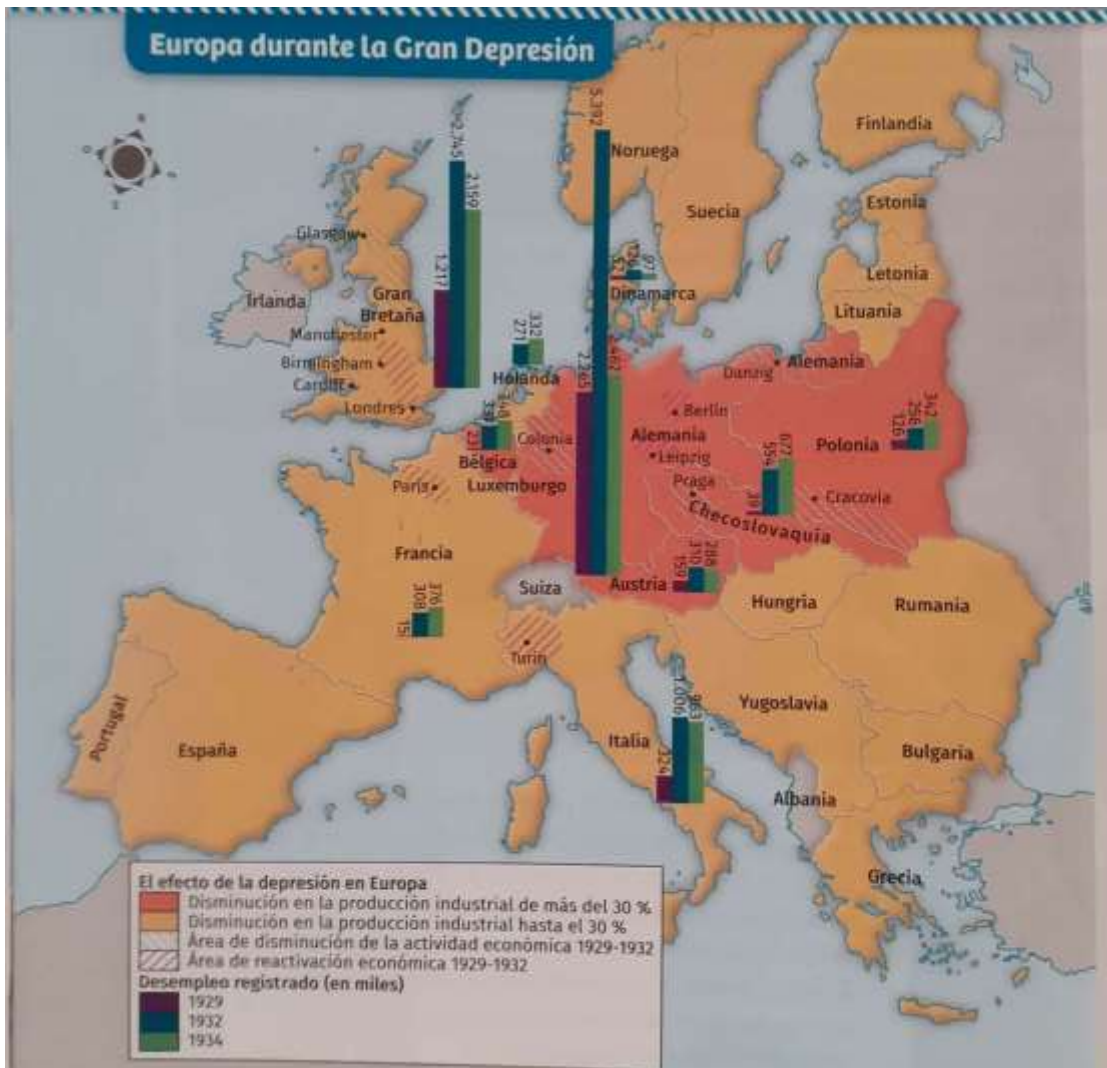 Europa durante la Gran Depresión
Finlandia
Noruega
Suecia
Estonia
Letonia
Lituania
Glasgow
Irlanda
Gran
Bretaña
Manchester
Birmingham
Cardiff
Londres
1.217
2.745
2.159
5.392
2.462
126
97
Dinamarca
271
332
Holanda
Danzig
Alemania
Berlín
Colonia
Alemania
Leipzig
Bélgica
Luxemburgo
Praga
Checoslovaquia
554
677
Polonia
126
256
342
Cracovia
París
Francia
308
376
Suiza
Austria
159
310
288
Hungría
Rumania
Turín
Italia
324
1.006
963
Yugoslavia
Bulgaria
Albania
Grecia
Portugal
España
El efecto de la depresión en Europa
Disminución en la producción industrial de más del 30 %
Disminución en la producción industrial hasta el 30 %
Área de disminución de la actividad económica 1929-1932
Área de reactivación económica 1929-1932
Desempleo registrado (en miles)
1929
1932
1934